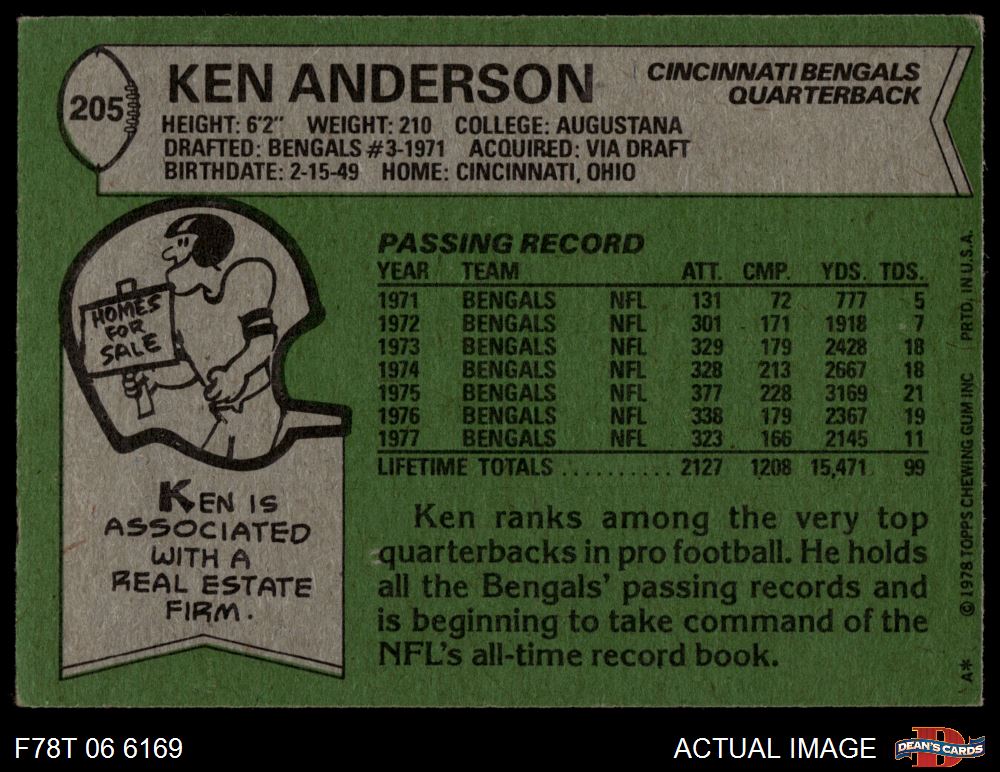 205
KEN ANDERSON
CINCINNATI BENGALS
QUARTERBACK
HEIGHT: 6'2" WEIGHT: 210 COLLEGE: AUGUSTANA
DRAFTED: BENGALS #3-1971 ACQUIRED: VIA DRAFT
BIRTHDATE: 2-15-49 HOME: CINCINNATI, OHIO
HOMES
FOR
SALE
KEN IS
ASSOCIATED
WITH A
REAL ESTATE
FIRM.
PASSING RECORD
YEAR TEAM ATT. CMP. YDS. TDS.
1971 BENGALS NFL 131 72 777 5
1972 BENGALS NFL 301 171 1918 7
1973 BENGALS NFL 329 179 2428 18
1974 BENGALS NFL 328 213 2667 18
1975 BENGALS NFL 377 228 3169 21
1976 BENGALS NFL 338 179 2367 19
1977 BENGALS NFL 323 166 2145 11
LIFETIME TOTALS .......... 2127 1208 15,471 99
Ken ranks among the very top
quarterbacks in pro football. He holds
all the Bengals' passing records and
is beginning to take command of the
NFL's all-time record book.
A* © 1978 TOPPS CHEWING GUM INC PRTD. IN U.S.A.
F78T 06 6169
ACTUAL IMAGE
D
DEAN'S CARDS